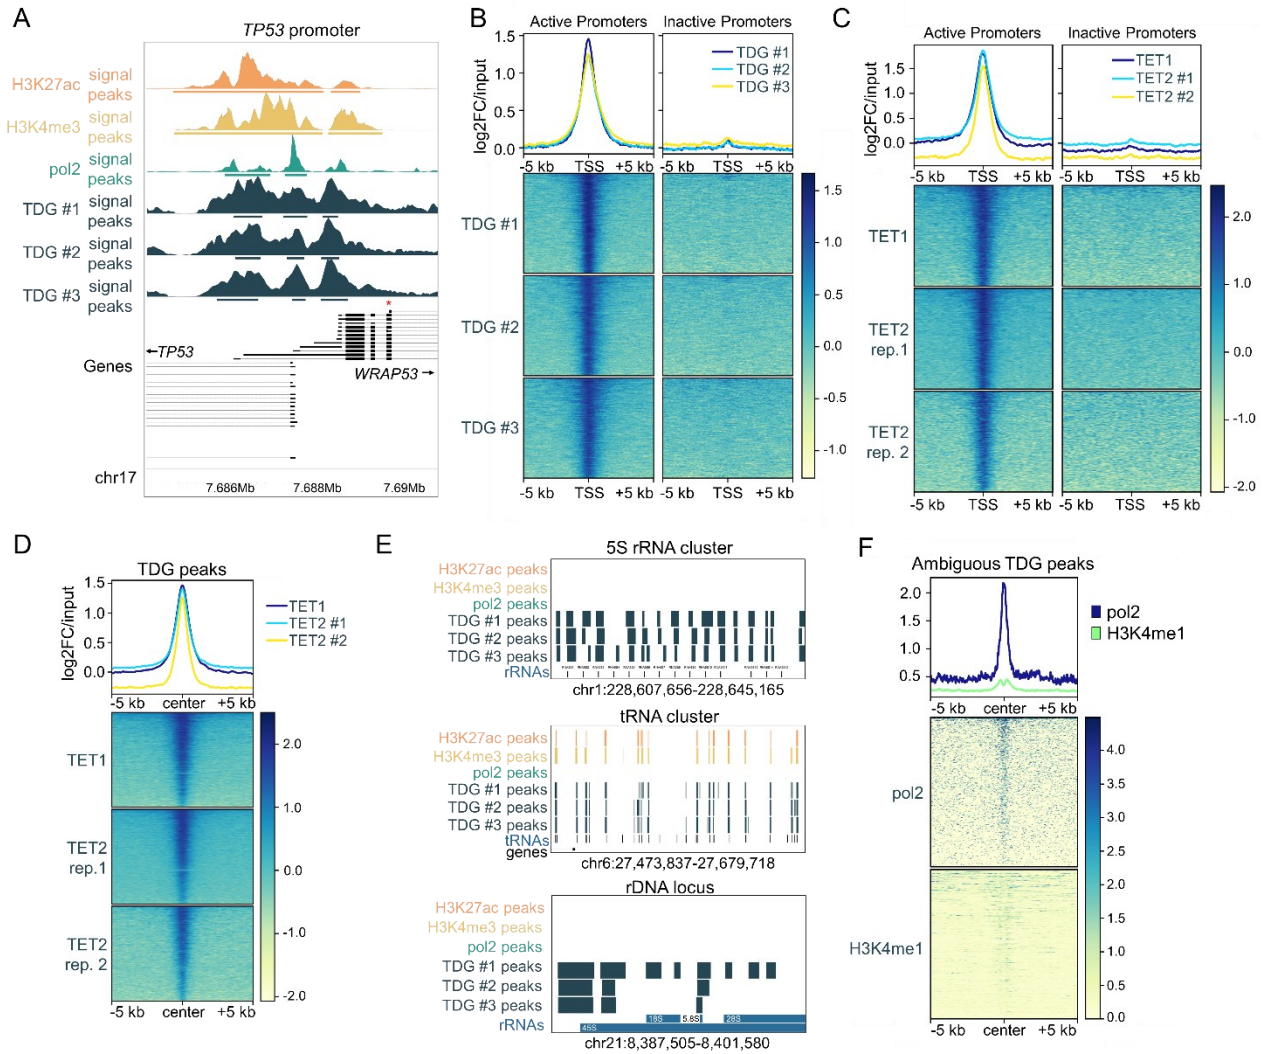 A
TP53 promoter
H3K27ac
signal
peaks
H3K4me3
signal
peaks
pol2
signal
peaks
TDG #1
signal
peaks
TDG #2
signal
peaks
TDG #3
signal
peaks
*
TP53
Genes
WRAP53
chr17
7.686Mb 7.688Mb 7.69Mb
B
Active Promoters Inactive Promoters
log2FC/input
1.5
1.0
0.5
0.0
TDG #1
TDG #2
TDG #3
-5 kb TSS +5 kb -5 kb TSS +5 kb
TDG #1
TDG #2
TDG #3
1.5
1.0
0.5
0.0
-0.5
-1.0
-5 kb TSS +5 kb -5 kb TSS +5 kb
C
Active Promoters Inactive Promoters
log2FC/input
1.5
1.0
0.5
0.0
TET1
TET2 #1
TET2 #2
-5 kb TSS +5 kb -5 kb TSS +5 kb
TET1
TET2
rep.1
TET2
rep. 2
2.0
1.0
0.0
-1.0
-2.0
-5 kb TSS +5 kb -5 kb TSS +5 kb
D
TDG peaks
log2FC/input
1.5
1.0
0.5
0.0
TET1
TET2 #1
TET2 #2
-5 kb center +5 kb
TET1
TET2
rep.1
TET2
rep. 2
2.0
1.0
0.0
-1.0
-2.0
-5 kb center +5 kb
E
5S rRNA cluster
H3K27ac peaks
H3K4me3 peaks
pol2 peaks
TDG #1 peaks
TDG #2 peaks
TDG #3 peaks
rRNAs
chr1:228,607,656-228,645,165
tRNA cluster
H3K27ac peaks
H3K4me3 peaks
pol2 peaks
TDG #1 peaks
TDG #2 peaks
TDG #3 peaks
tRNAs
genes
chr6:27,473,837-27,679,718
rDNA locus
H3K27ac peaks
H3K4me3 peaks
pol2 peaks
TDG #1 peaks
TDG #2 peaks
TDG #3 peaks
18S 5.8S 28S
rRNAs
45S
chr21:8,387,505-8,401,580
F
Ambiguous TDG peaks
2.0
1.5
1.0
0.5
pol2
H3K4me1
-5 kb center +5 kb
pol2
H3K4me1
4.0
3.5
3.0
2.5
2.0
1.5
1.0
0.5
0.0
-5 kb center +5 kb